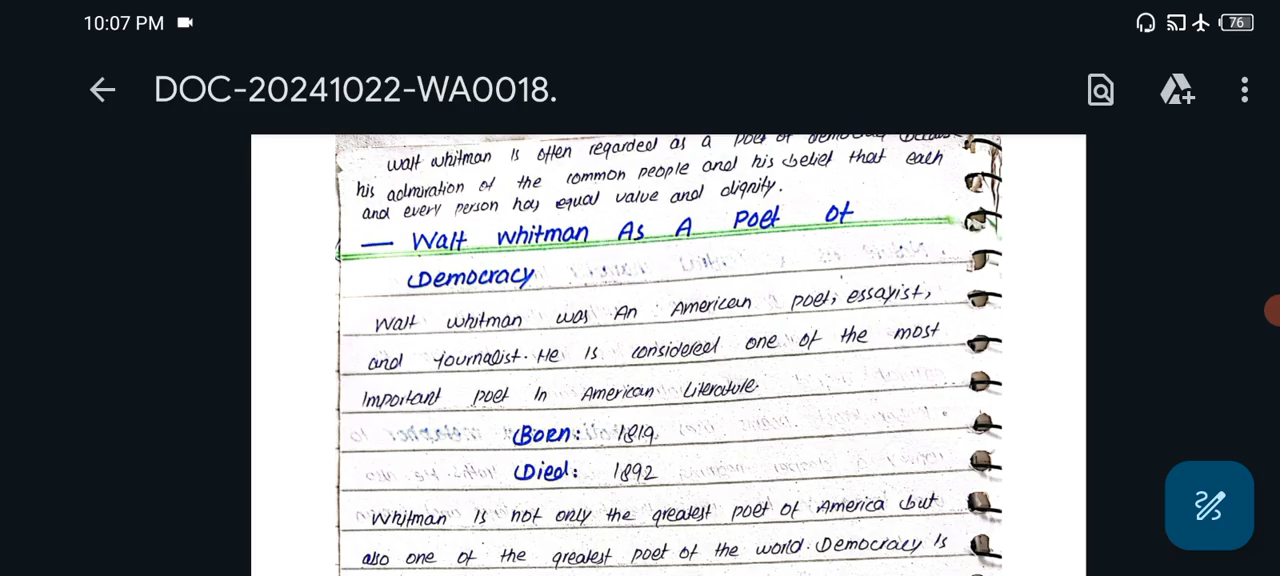 10:07 PM
76
DOC-20241022-WA0018.
walt whitman is often regarded as a poet of democracy
his admiration of the common people and his belief that each
and every person has equal value and dignity.
— Walt whitman As A Poet of
Democracy
Walt whitman was An American poet, essayist,
and Journalist. He is considered one of the most
Important poet In American Literature.
Born: 1819
Died: 1892
Whitman is not only the greatest poet of America but
also one of the greatest poet of the world. Democracy is